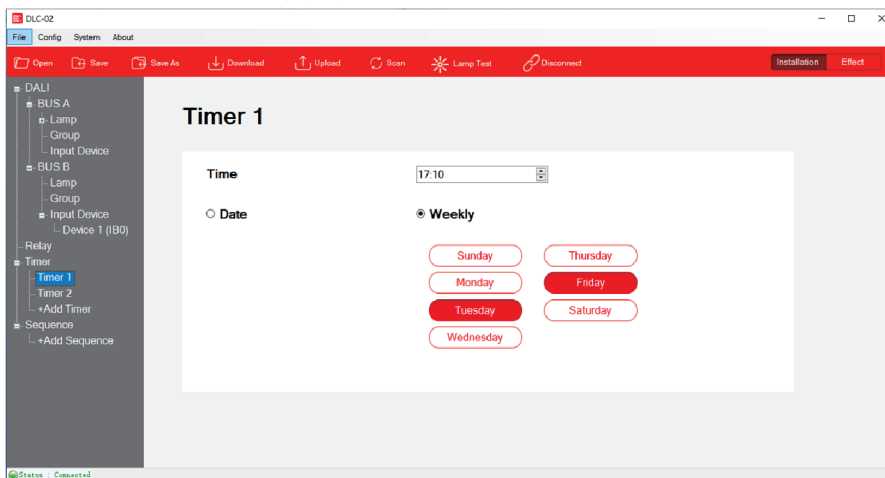 DLC-02
File Config System About
Open Save Save As Download Upload Scan Lamp Test Disconnect Installation Effect
DALI
BUS A
Lamp
Group
Input Device
BUS B
Lamp
Group
Input Device
Device 1 (IB0)
Relay
Timer
Timer 1
Timer 2
+Add Timer
Sequence
+Add Sequence
Timer 1
Time 17:10
Date Weekly
Sunday Thursday
Monday Friday
Tuesday Saturday
Wednesday
Status : Connected